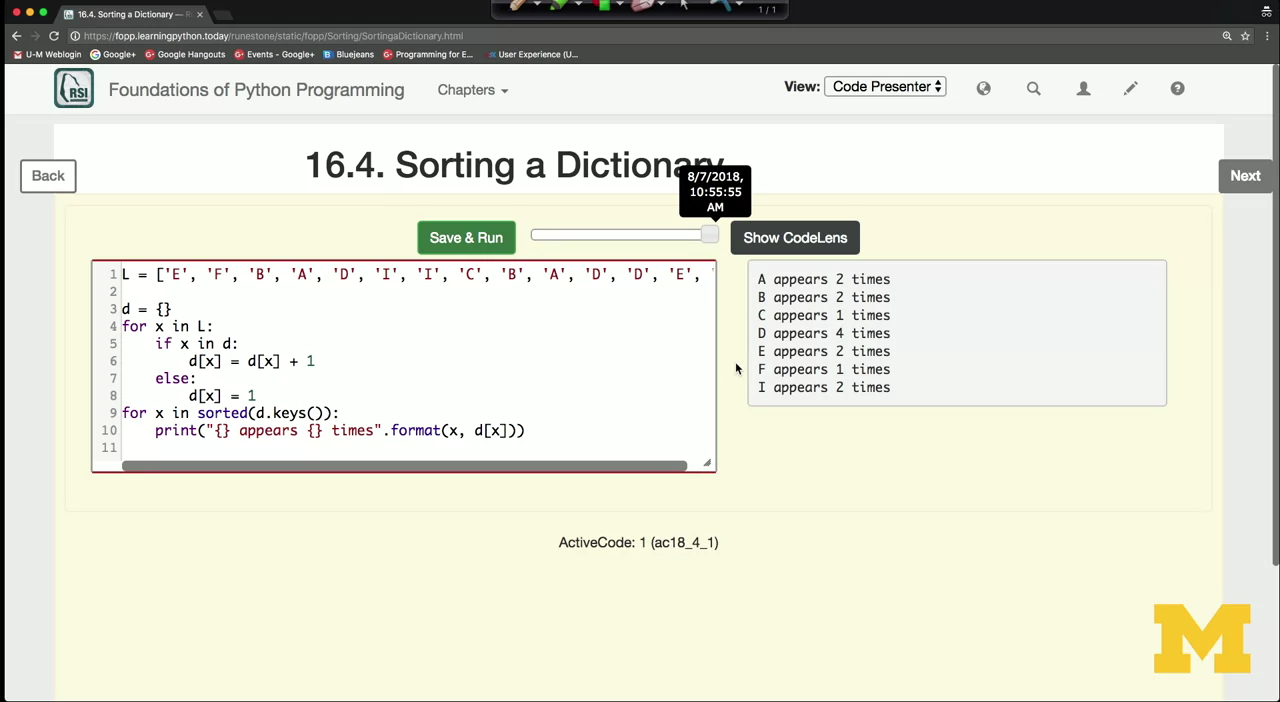 16.4. Sorting a Dictionary —
1 / 1
https://fopp.learningpython.today/runestone/static/fopp/Sorting/SortingaDictionary.html
U-M Weblogin Google+ Google Hangouts Events - Google+ Bluejeans Programming for E... User Experience (U...
RSI Foundations of Python Programming Chapters View: Code Presenter
Back
16.4. Sorting a Dictionary
Next
8/7/2018,
10:55:55
AM
Save & Run Show CodeLens
1 L = ['E', 'F', 'B', 'A', 'D', 'I', 'I', 'C', 'B', 'A', 'D', 'D', 'E', '
2
3 d = {}
4 for x in L:
5 if x in d:
6 d[x] = d[x] + 1
7 else:
8 d[x] = 1
9 for x in sorted(d.keys()):
10 print("{} appears {} times".format(x, d[x]))
11
A appears 2 times
B appears 2 times
C appears 1 times
D appears 4 times
E appears 2 times
F appears 1 times
I appears 2 times
ActiveCode: 1 (ac18_4_1)
M